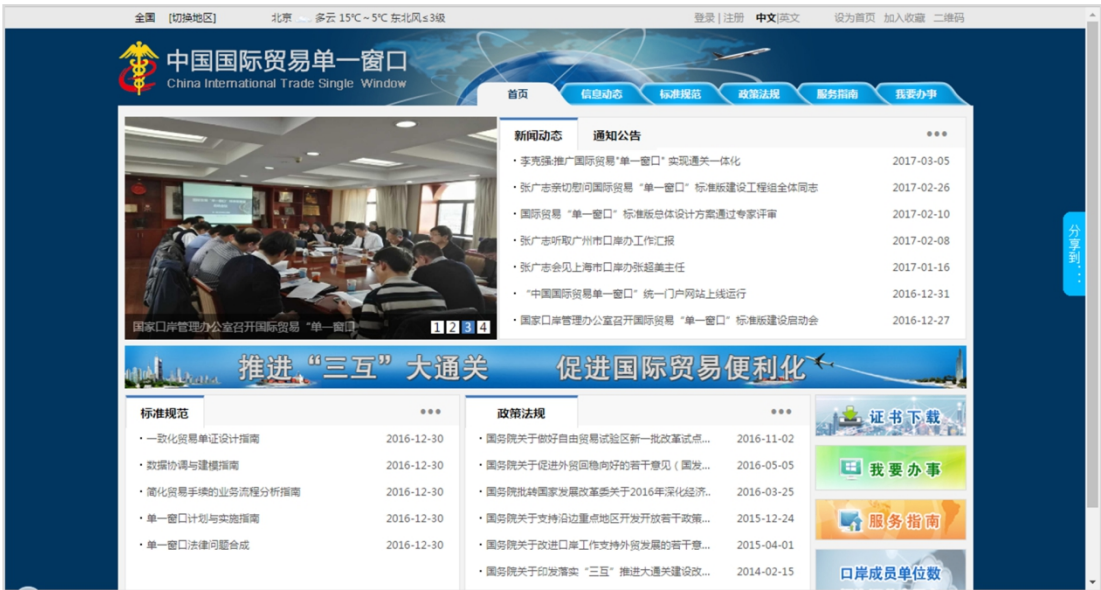 全国 [切换地区] 北京 多云 15℃~5℃ 东北风≤3级 登录 | 注册 中文|英文 设为首页 加入收藏 二维码
中国国际贸易单一窗口
China International Trade Single Window
首页 信息动态 标准规范 政策法规 服务指南 我要办事
新闻动态 通知公告
·李克强:推广国际贸易"单一窗口" 实现通关一体化 2017-03-05
·张广志亲切慰问国际贸易“单一窗口”标准版建设工程组全体同志 2017-02-26
·国际贸易“单一窗口”标准版总体设计方案通过专家评审 2017-02-10
·张广志听取广州市口岸办工作汇报 2017-02-08
·张广志会见上海市口岸办张超美主任 2017-01-16
·“中国国际贸易单一窗口”统一门户网站上线运行 2016-12-31
·国家口岸管理办公室召开国际贸易“单一窗口”标准版建设启动会 2016-12-27
国家口岸管理办公室召开国际贸易“单一窗口 1 2 3 4
分享到...
推进“三互”大通关 促进国际贸易便利化
标准规范
·一致化贸易单证设计指南 2016-12-30
·数据协调与建模指南 2016-12-30
·简化贸易手续的业务流程分析指南 2016-12-30
·单一窗口计划与实施指南 2016-12-30
·单一窗口法律问题合成 2016-12-30
政策法规
·国务院关于做好自由贸易试验区新一批改革试点... 2016-11-02
·国务院关于促进外贸回稳向好的若干意见（国发... 2016-05-05
·国务院批转国家发展改革委关于2016年深化经济.. 2016-03-25
·国务院关于支持沿边重点地区开发开放若干政策... 2015-12-24
·国务院关于改进口岸工作支持外贸发展的若干意... 2015-04-01
·国务院关于印发落实“三互”推进大通关建设改... 2014-02-15
证书下载
我要办事
服务指南
口岸成员单位数